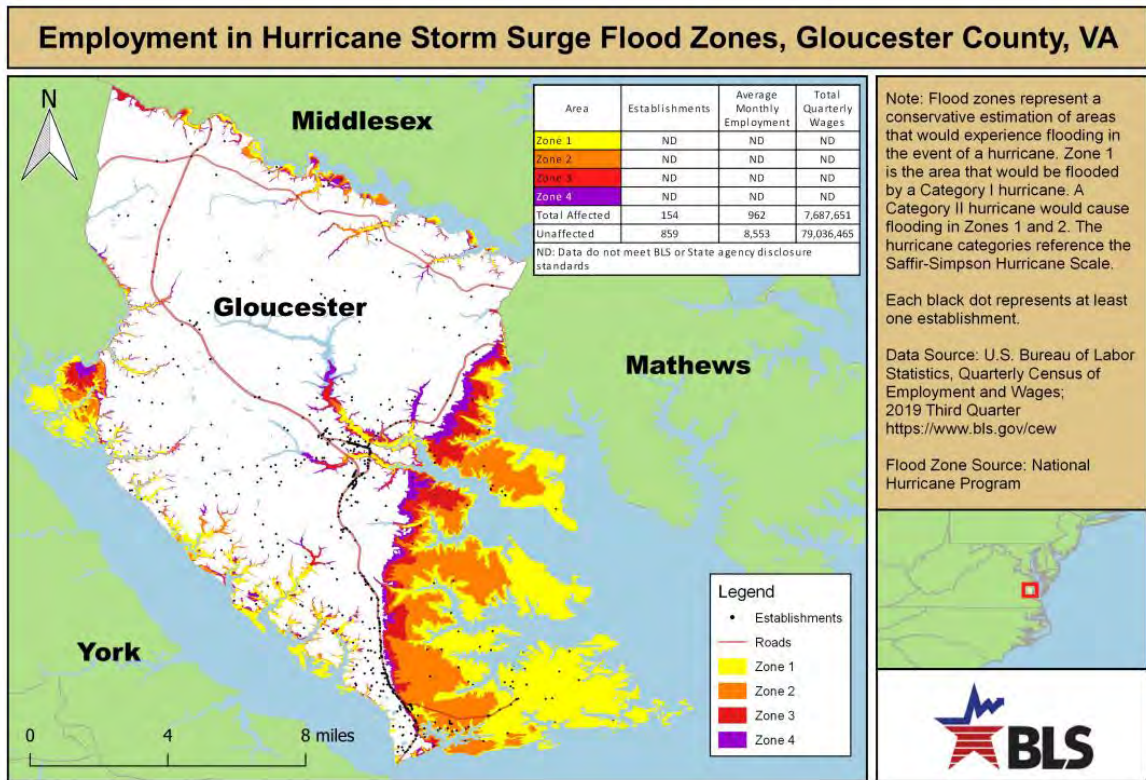 Employment in Hurricane Storm Surge Flood Zones, Gloucester County, VA
N
Middlesex
Gloucester
Mathews
York
Area Establishments Average Monthly Employment Total Quarterly Wages
Zone 1 ND ND ND
Zone 2 ND ND ND
Zone 3 ND ND ND
Zone 4 ND ND ND
Total Affected 154 962 7,687,651
Unaffected 859 8,553 79,036,465
ND: Data do not meet BLS or State agency disclosure
standards
0 4 8 miles
Legend
Establishments
Roads
Zone 1
Zone 2
Zone 3
Zone 4
Note: Flood zones represent a
conservative estimation of areas
that would experience flooding in
the event of a hurricane. Zone 1
is the area that would be flooded
by a Category I hurricane. A
Category II hurricane would cause
flooding in Zones 1 and 2. The
hurricane categories reference the
Saffir-Simpson Hurricane Scale.
Each black dot represents at least
one establishment.
Data Source: U.S. Bureau of Labor
Statistics, Quarterly Census of
Employment and Wages;
2019 Third Quarter
https://www.bls.gov/cew
Flood Zone Source: National
Hurricane Program
BLS